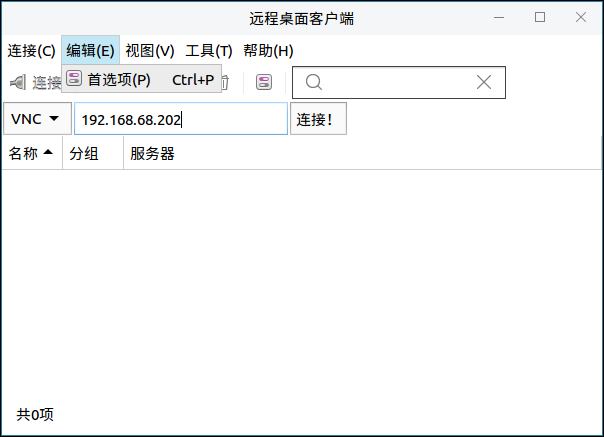 远程桌面客户端
连接(C) 编辑(E) 视图(V) 工具(T) 帮助(H)
连接
首选项(P) Ctrl+P
VNC 192.168.68.202 连接！
名称 分组 服务器
共0项